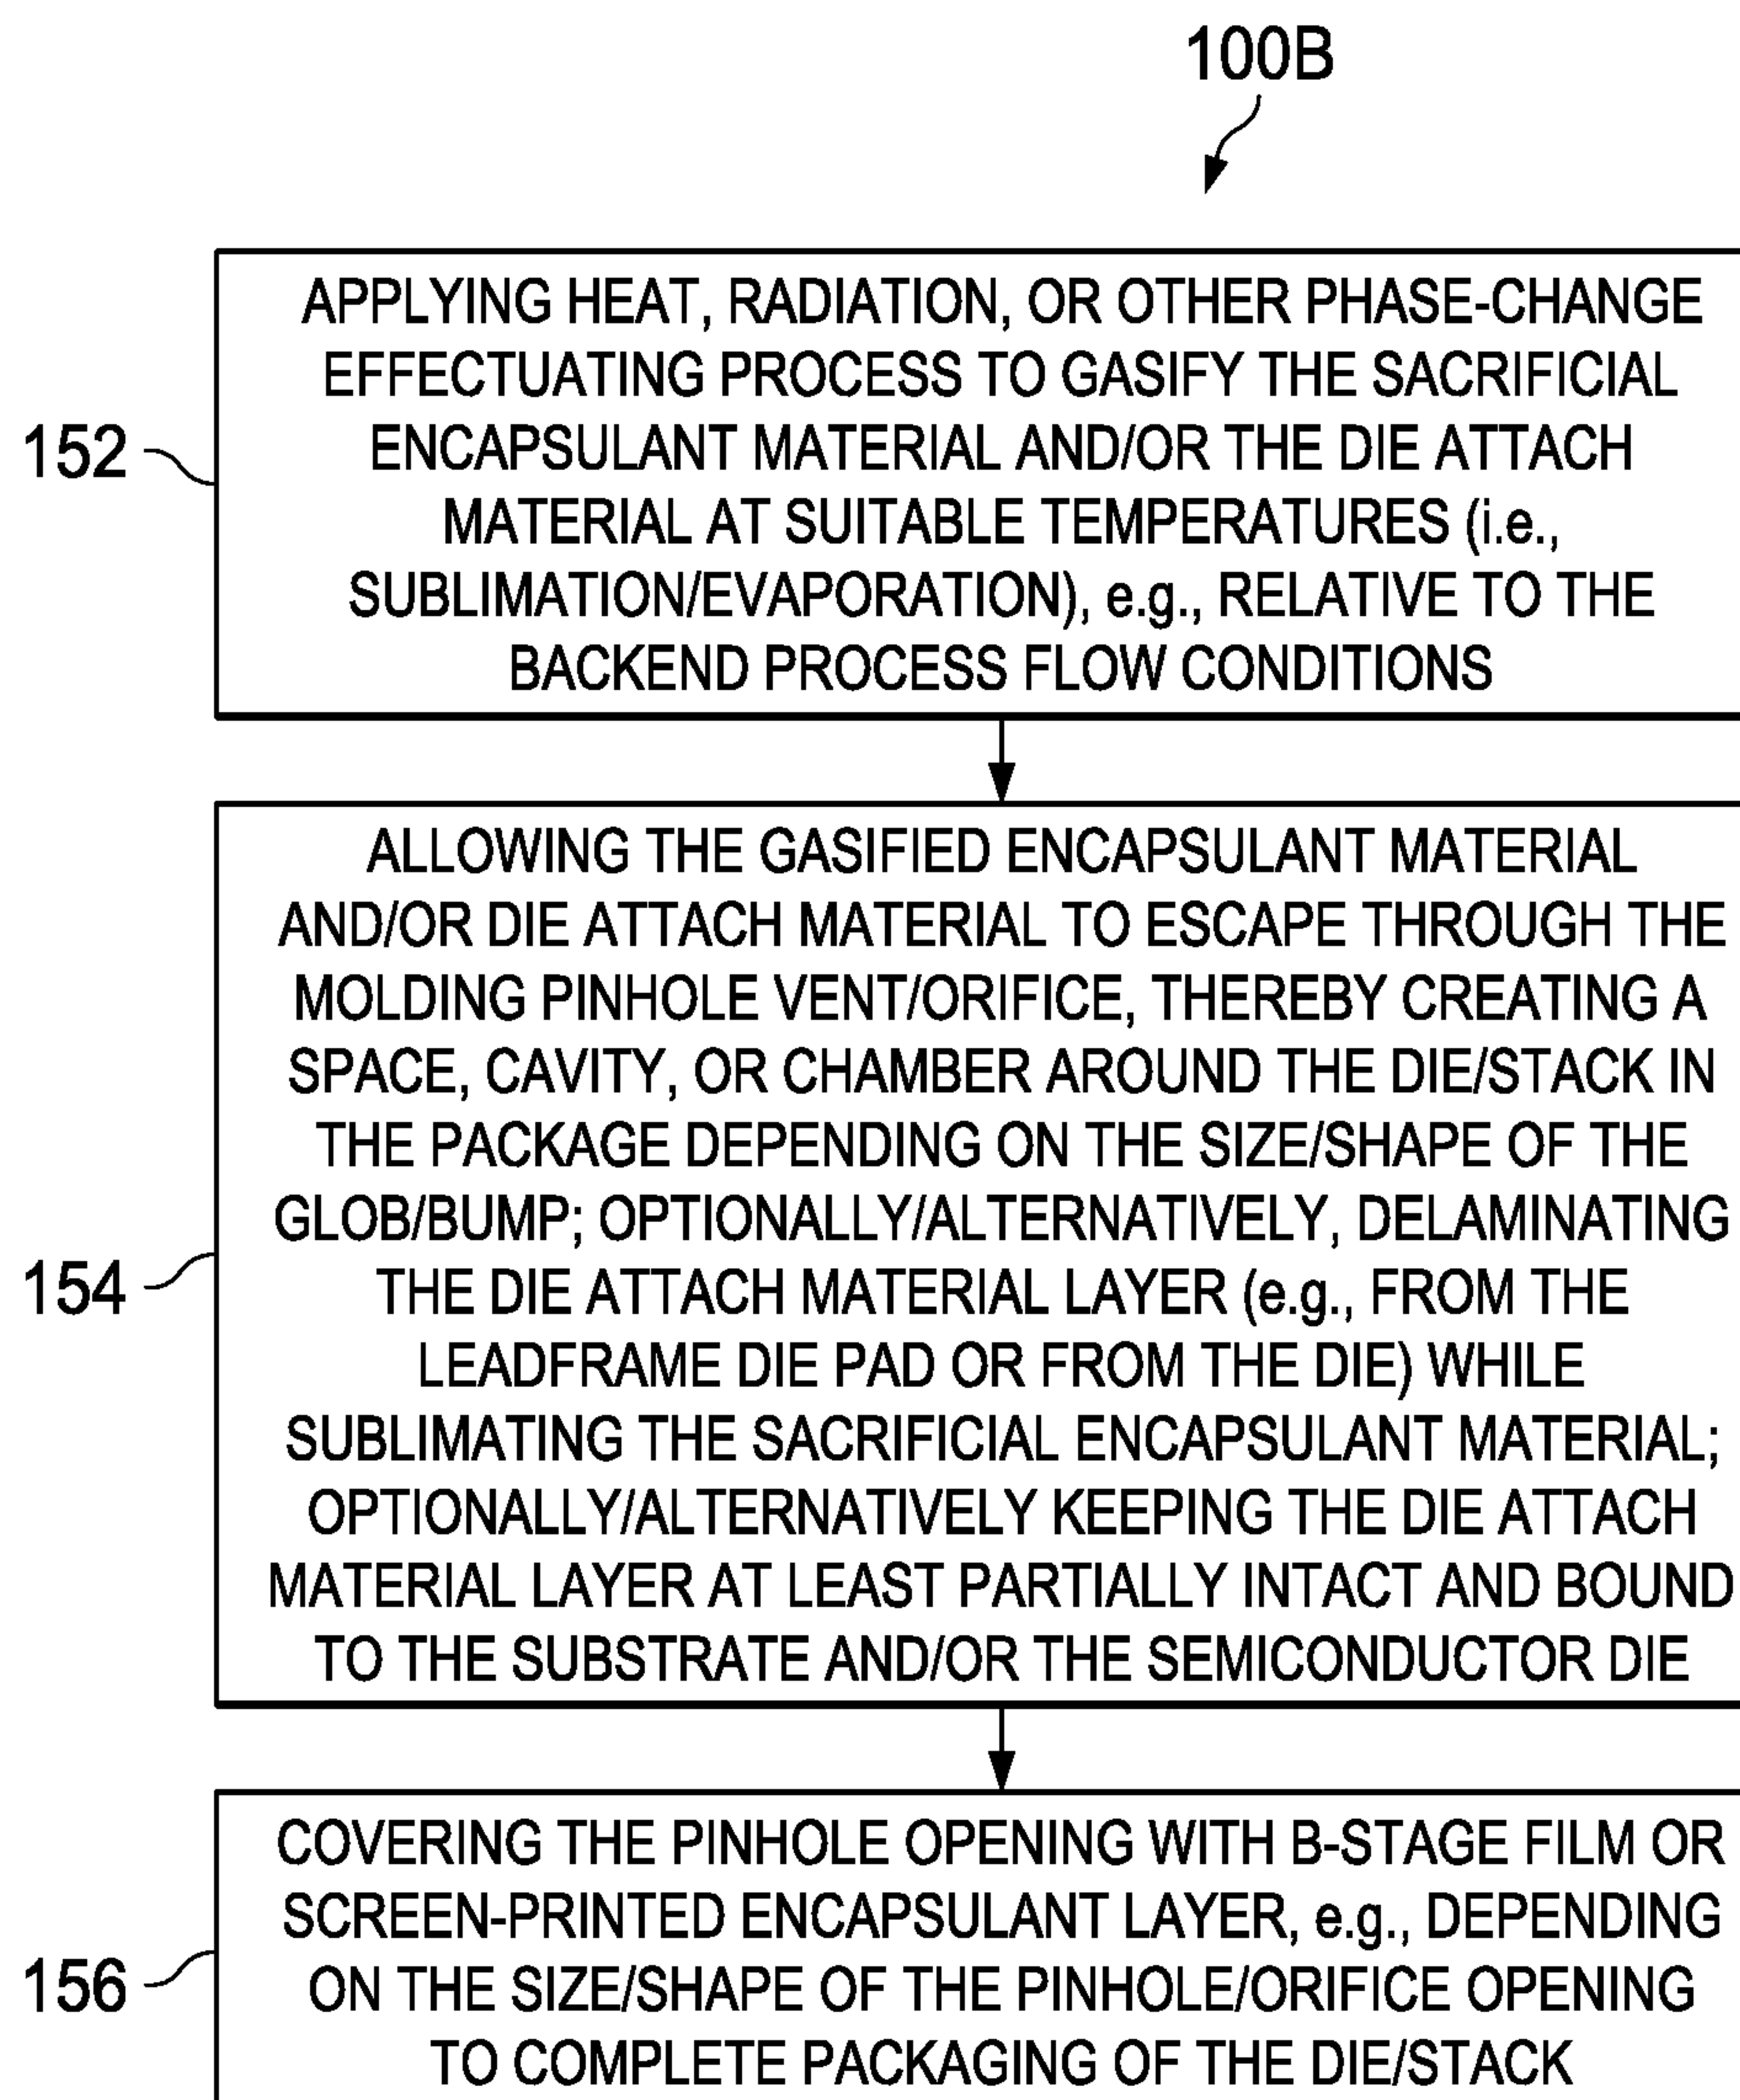 100B
APPLYING HEAT, RADIATION, OR OTHER PHASE-CHANGE
EFFECTUATING PROCESS TO GASIFY THE SACRIFICIAL
ENCAPSULANT MATERIAL AND/OR THE DIE ATTACH
MATERIAL AT SUITABLE TEMPERATURES (i.e.,
SUBLIMATION/EVAPORATION), e.g., RELATIVE TO THE
BACKEND PROCESS FLOW CONDITIONS
152
ALLOWING THE GASIFIED ENCAPSULANT MATERIAL
AND/OR DIE ATTACH MATERIAL TO ESCAPE THROUGH THE
MOLDING PINHOLE VENT/ORIFICE, THEREBY CREATING A
SPACE, CAVITY, OR CHAMBER AROUND THE DIE/STACK IN
THE PACKAGE DEPENDING ON THE SIZE/SHAPE OF THE
GLOB/BUMP; OPTIONALLY/ALTERNATIVELY, DELAMINATING
THE DIE ATTACH MATERIAL LAYER (e.g., FROM THE
LEADFRAME DIE PAD OR FROM THE DIE) WHILE
SUBLIMATING THE SACRIFICIAL ENCAPSULANT MATERIAL;
OPTIONALLY/ALTERNATIVELY KEEPING THE DIE ATTACH
MATERIAL LAYER AT LEAST PARTIALLY INTACT AND BOUND
TO THE SUBSTRATE AND/OR THE SEMICONDUCTOR DIE
154
COVERING THE PINHOLE OPENING WITH B-STAGE FILM OR
SCREEN-PRINTED ENCAPSULANT LAYER, e.g., DEPENDING
ON THE SIZE/SHAPE OF THE PINHOLE/ORIFICE OPENING
TO COMPLETE PACKAGING OF THE DIE/STACK
156